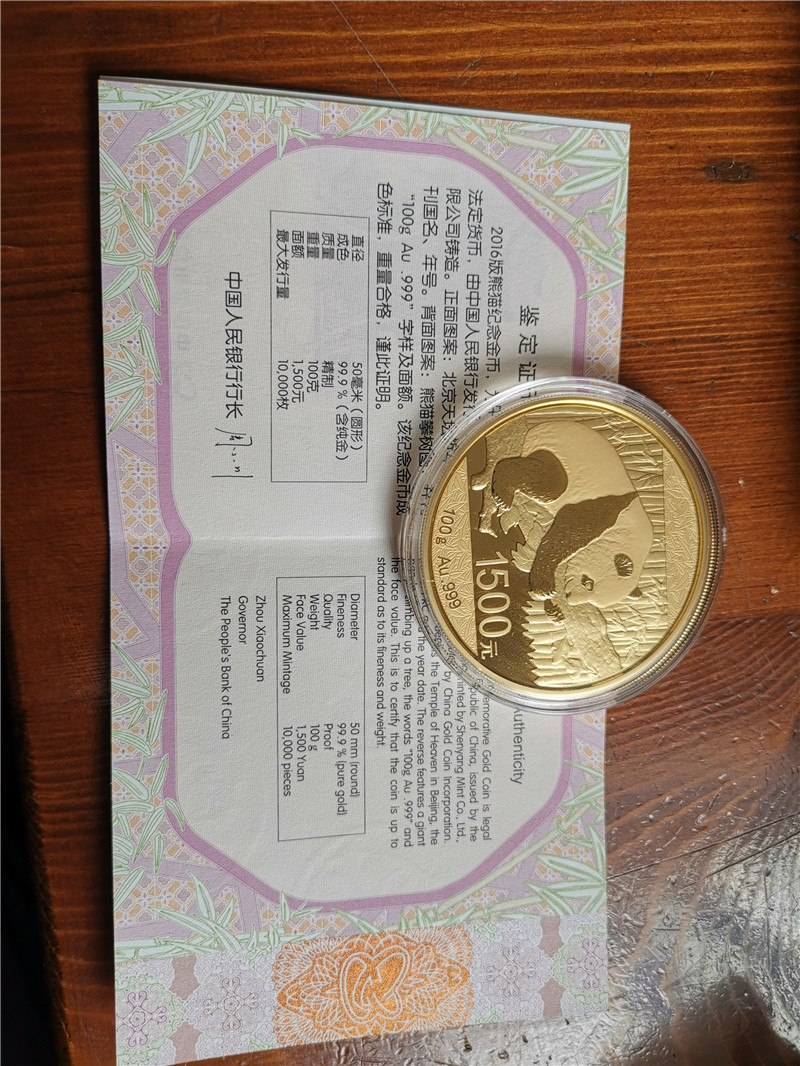 鉴定证
2016版熊猫纪念金币，
法定货币，由中国人民银行发行
限公司铸造。正面图案：北京天坛
刊国名、年号。背面图案：熊猫攀树图，
“100g Au .999”字样及面额。该纪念金币成
色标准，重量合格，谨此证明。
直径 50毫米（圆形）
成色 99.9％（含纯金）
质量 精制
重量 100克
面额 1,500元
最大发行量 10,000枚
中国人民银行行长
Authenticity
Gold Coin is legal
of China, issued by the
minted by Shenyang Mint Co., Ltd.,
by China Gold Coin Incorporation.
the Temple of Heaven in Beijing, the
the year date. The reverse features a giant
climbing up a tree, the words "100g Au .999" and
the face value. This is to certify that the coin is up to
standard as to its fineness and weight.
Diameter 50 mm (round)
Fineness 99.9 % (pure gold)
Quality Proof
Weight 100 g
Face Value 1,500 Yuan
Maximum Mintage 10,000 pieces
Zhou Xiaochuan
Governor
The People's Bank of China
100g Au .999
1500元